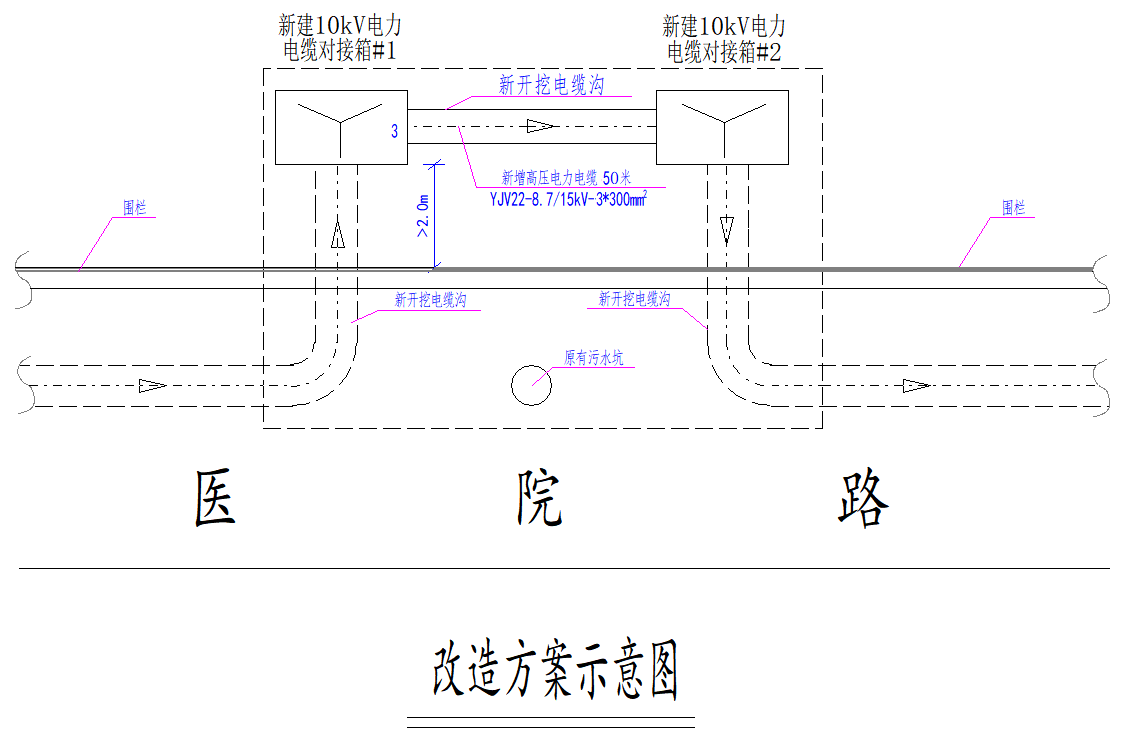 新建10kV电力
电缆对接箱#1
新建10kV电力
电缆对接箱#2
新开挖电缆沟
3
新增高压电力电缆 50米
YJV22-8.7/15kV-3*300mm²
>2.0m
围栏
围栏
新开挖电缆沟
新开挖电缆沟
原有污水坑
医院路
改造方案示意图